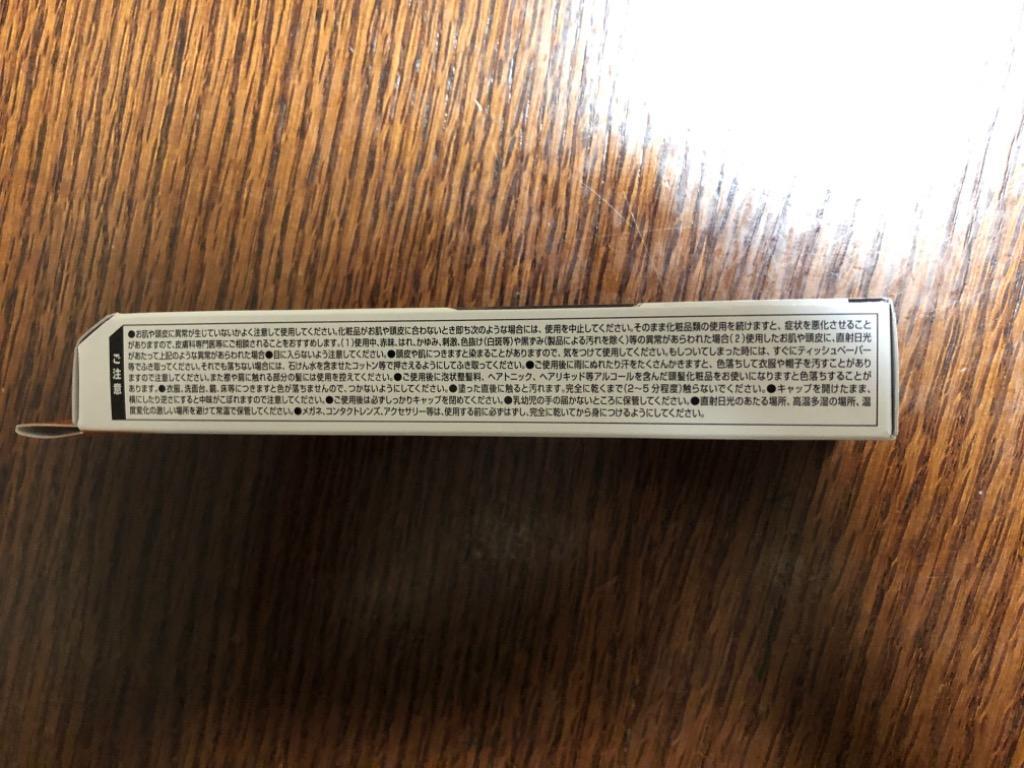 ご注意
●お肌や頭皮に異常が生じていないかよく注意して使用してください。化粧品がお肌や頭皮に合わないとき即ち次のような場合には、使用を中止してください。そのまま化粧品類の使用を続けますと、症状を悪化させること
がありますので、皮膚科専門医等にご相談されることをおすすめします。(1)使用中、赤味、はれ、かゆみ、刺激、色抜け(白斑等)や黒ずみ(製品による汚れを除く)等の異常があらわれた場合(2)使用したお肌や頭皮に、直射日光
があたって上記のような異常があらわれた場合●目に入らないよう注意してください。●頭皮や肌につきますと染まることがありますので、気をつけて使用してください。もしついてしまった時には、すぐにティッシュペーパー
等でふき取ってください。それでも落ちない場合には、石けん水を含ませたコットン等で押さえるようにしてふき取ってください。●ご使用後に雨にぬれたり汗をたくさんかきますと、色落ちして衣服や帽子を汚すことがあり
ますので注意してください。また襟や肩に触れる部分の髪には使用を控えてください。●ご使用後に泡状整髪料、ヘアトニック、ヘアリキッド等アルコールを含んだ頭髪化粧品をお使いになりますと色落ちすることが
あります。●衣服、洗面台、鏡、床等につきますと色が落ちませんので、つかないようにしてください。●塗った直後に触ると汚れます。完全に乾くまで(2〜5分程度)触らないでください。●キャップを開けたまま、
横にしたり逆さにすると中味がこぼれますので注意してください。●ご使用後は必ずしっかりキャップを閉めてください。●乳幼児の手の届かないところに保管してください。●直射日光のあたる場所、高温多湿の場所、温
度変化の激しい場所を避けて常温で保管してください。●メガネ、コンタクトレンズ、アクセサリー等は、使用する前に必ずはずし、完全に乾いてから身につけるようにしてください。